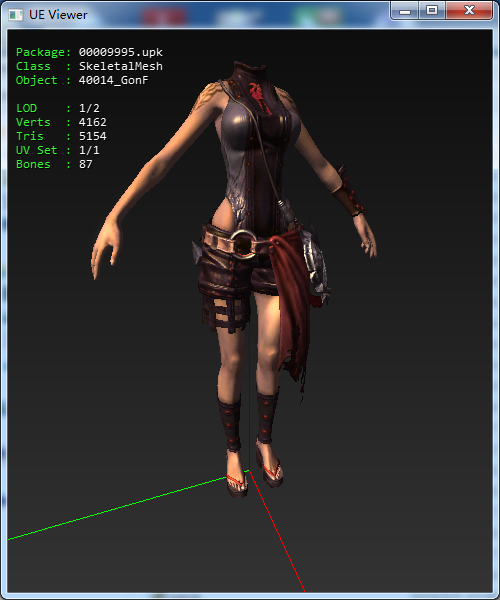 UE Viewer
Package: 00009995.upk
Class : SkeletalMesh
Object : 40014_GonF
LOD : 1/2
Verts : 4162
Tris : 5154
UV Set : 1/1
Bones : 87